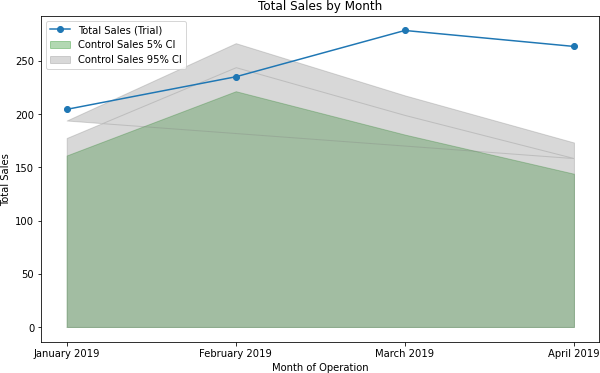 Total Sales by Month
Total Sales (Trial)
Control Sales 5% CI
Control Sales 95% CI
Total Sales
250
200
150
100
50
0
January 2019
February 2019
March 2019
April 2019
Month of Operation